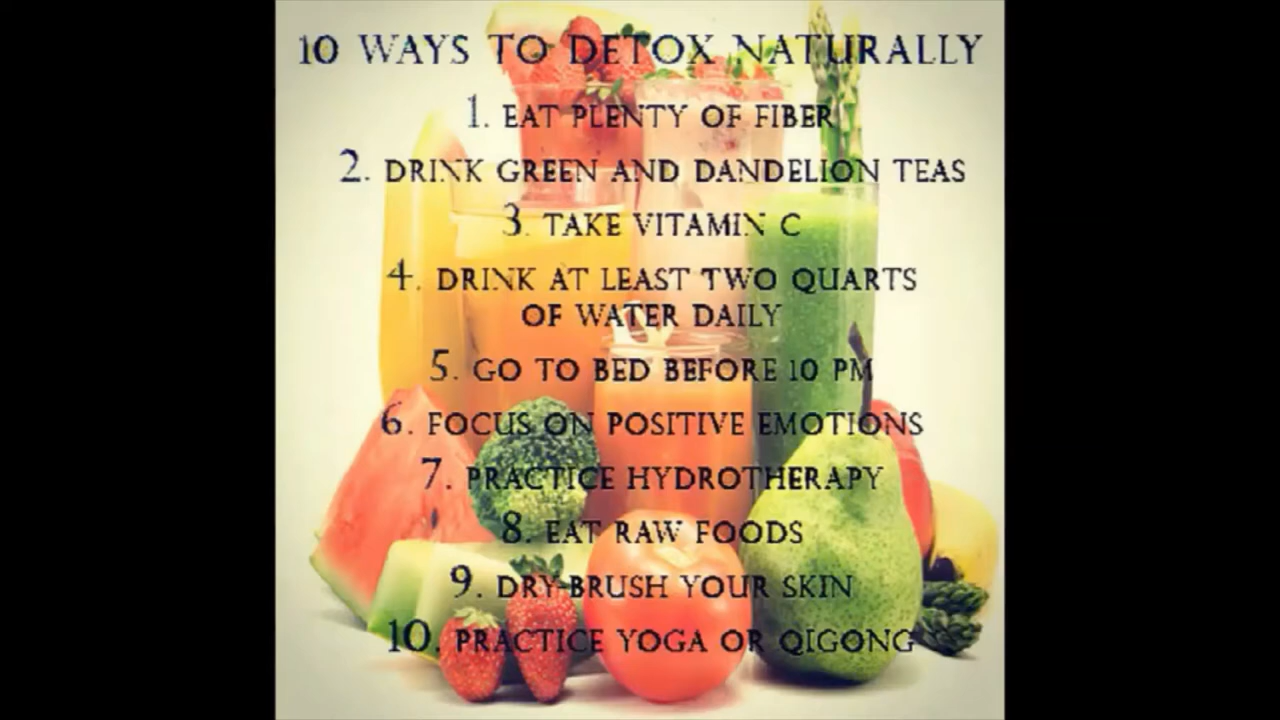 10 WAYS TO DETOX NATURALLY
1. EAT PLENTY OF FIBER
2. DRINK GREEN AND DANDELION TEAS
3. TAKE VITAMIN C
4. DRINK AT LEAST TWO QUARTS
OF WATER DAILY
5. GO TO BED BEFORE 10 PM
6. FOCUS ON POSITIVE EMOTIONS
7. PRACTICE HYDROTHERAPY
8. EAT RAW FOODS
9. DRY-BRUSH YOUR SKIN
10. PRACTICE YOGA OR QIGONG